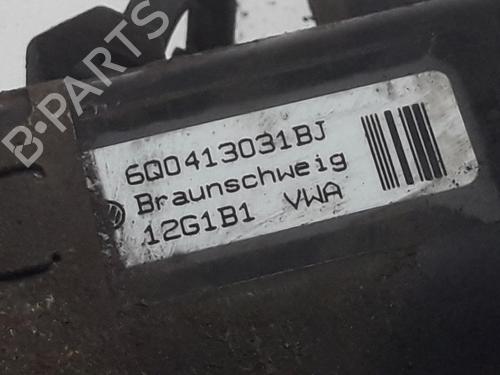 B-PARTS
6Q0413031BJ
Braunschweig
12G1B1 VWA